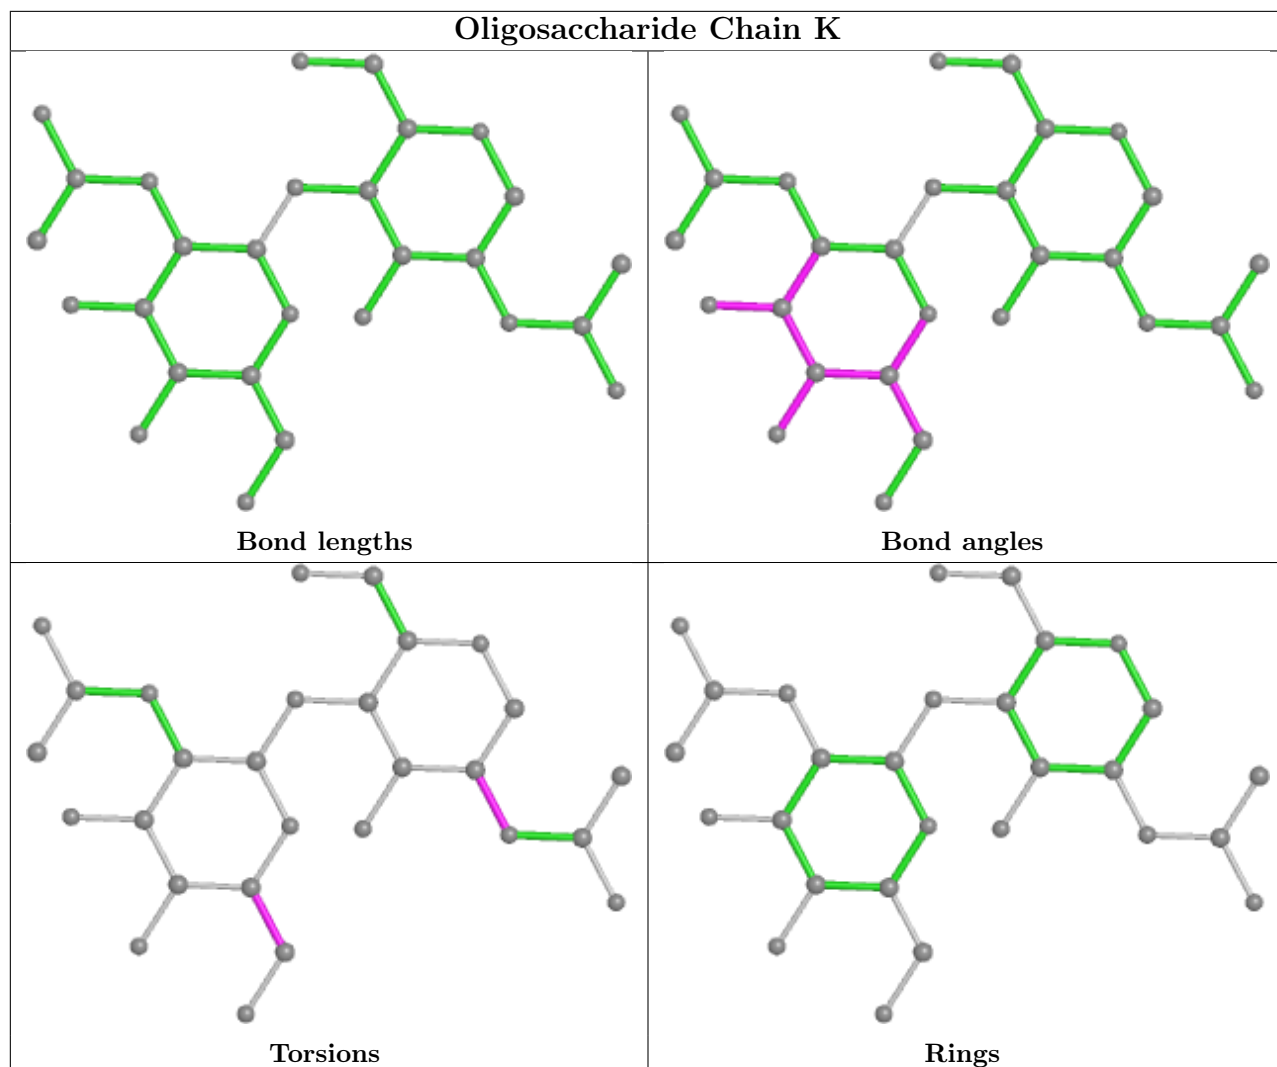 Oligosaccharide Chain K
Bond lengths
Bond angles
Torsions
Rings